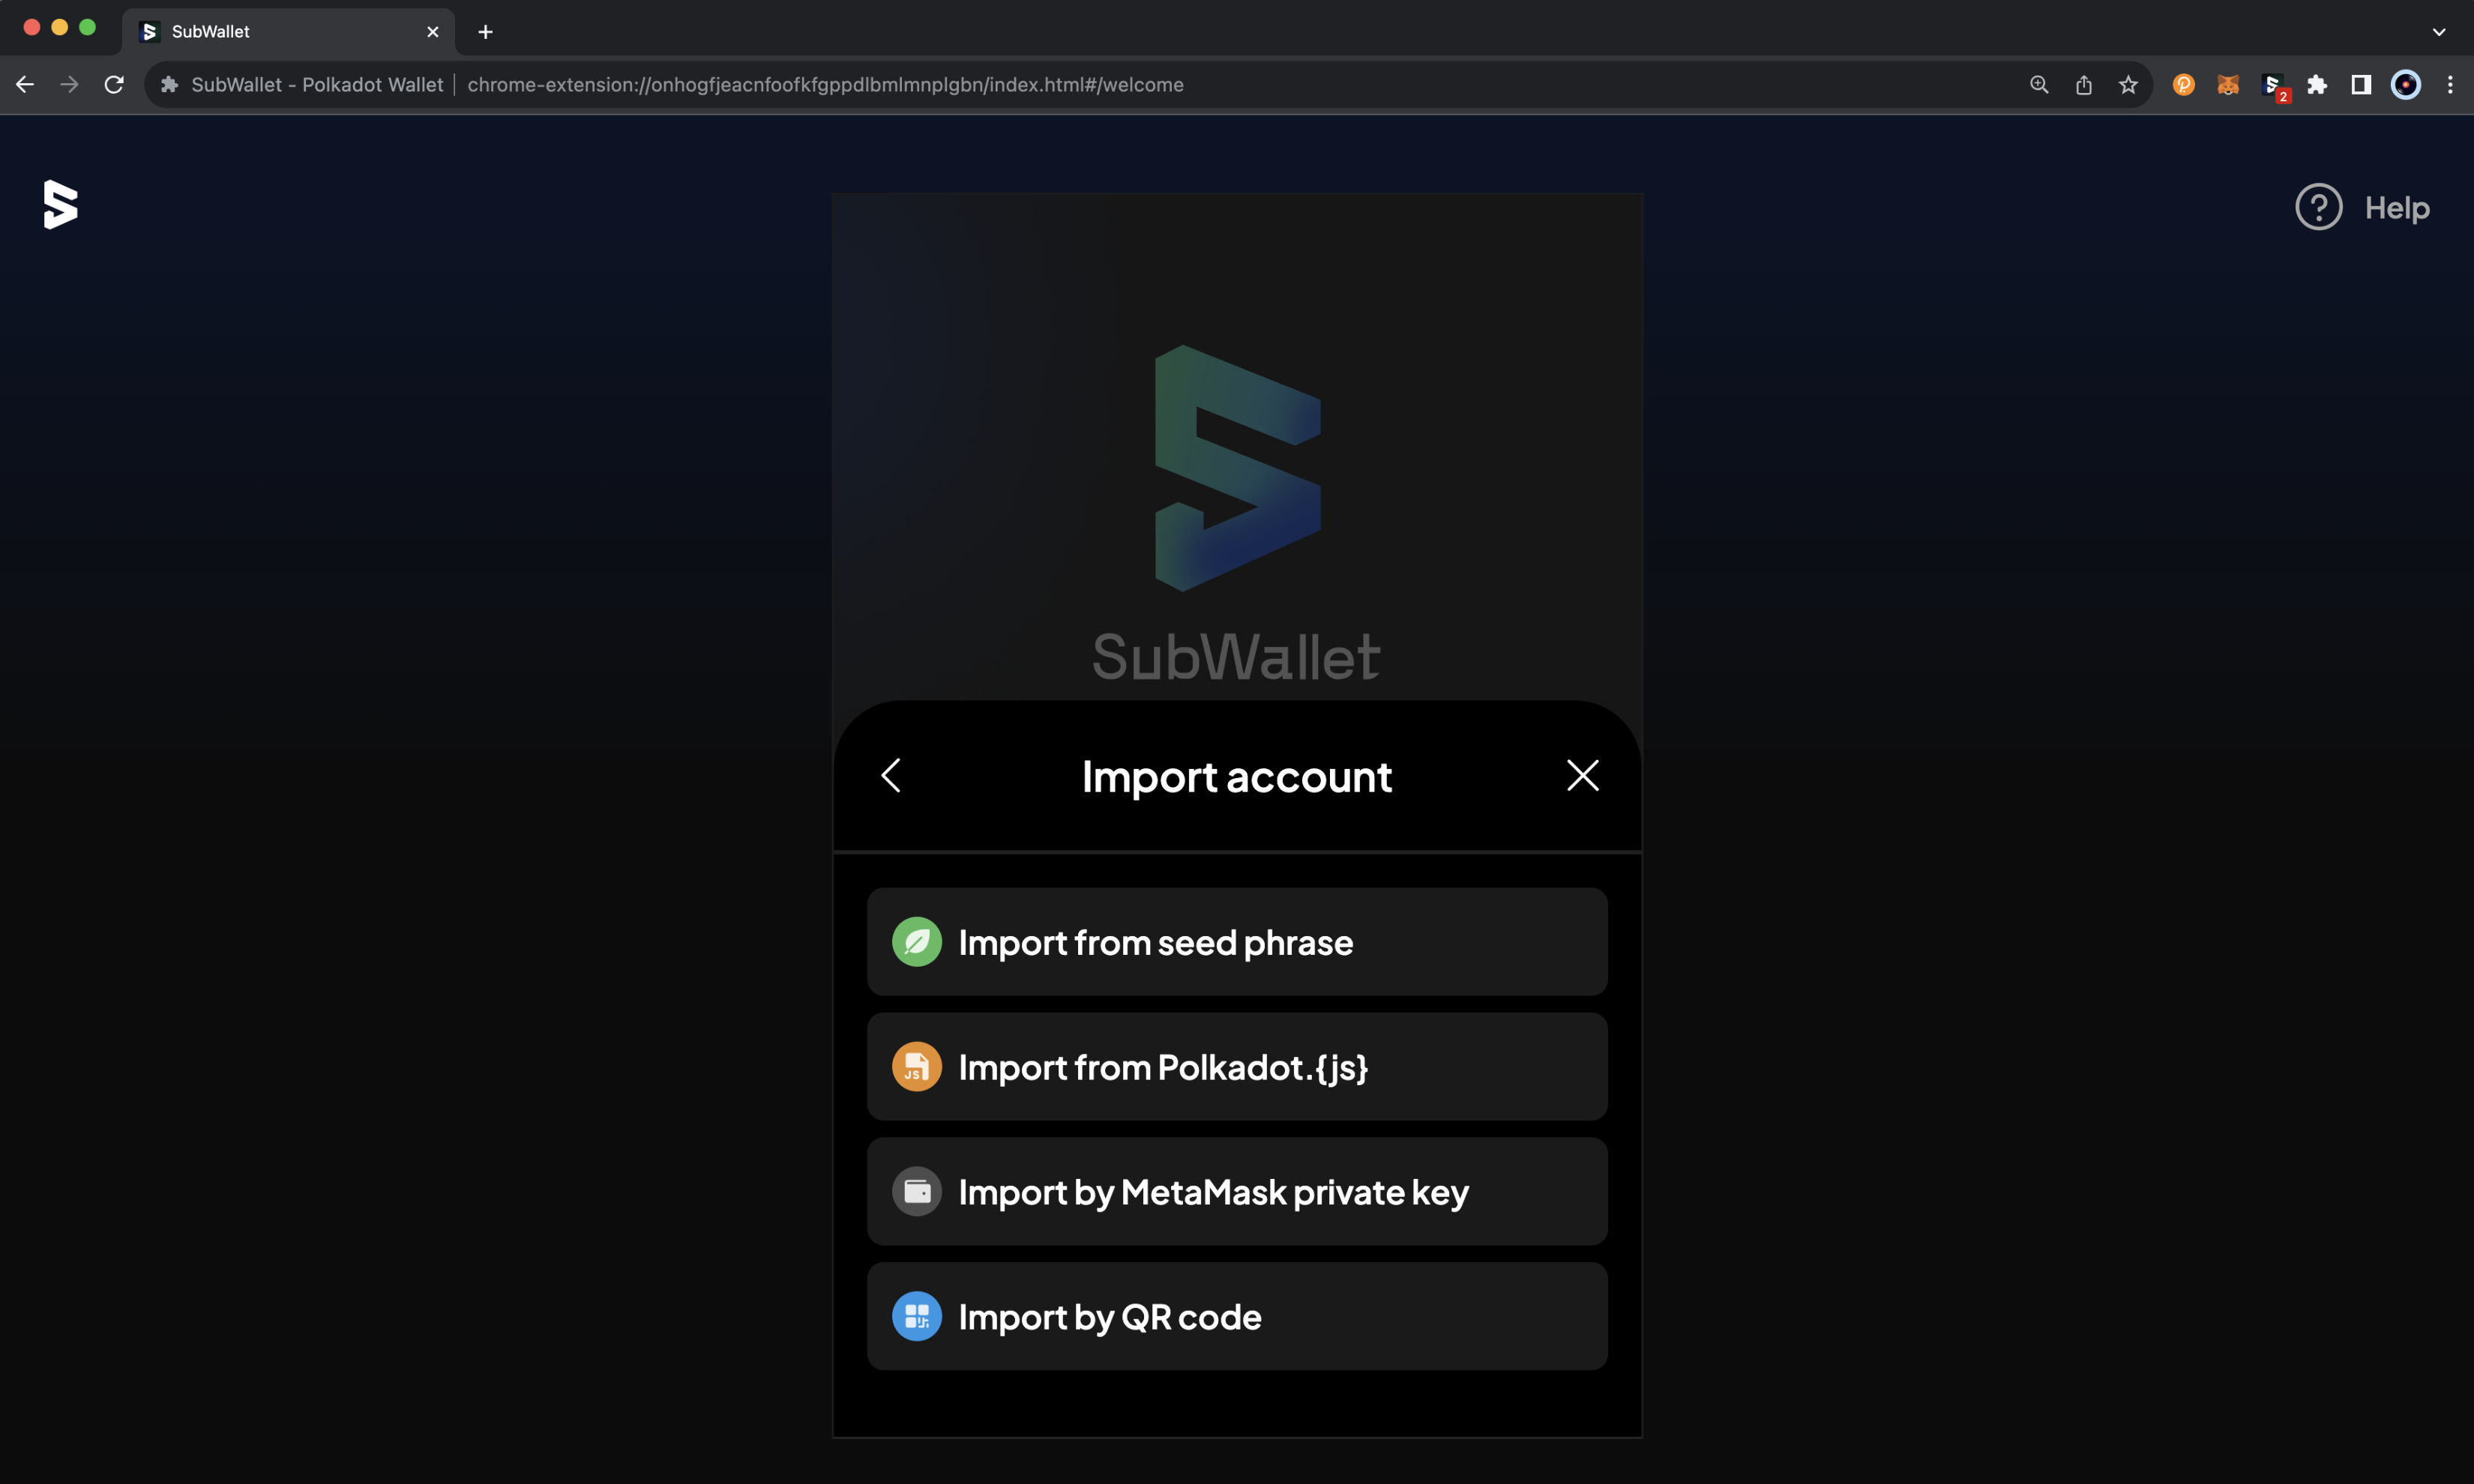 SubWallet
SubWallet - Polkadot Wallet | chrome-extension://onhogfjeacnfoofkfgppdlbmlmnplgbn/index.html#/welcome
2
Help
SubWallet
Import account
Import from seed phrase
JS
Import from Polkadot.{js}
Import by MetaMask private key
Import by QR code